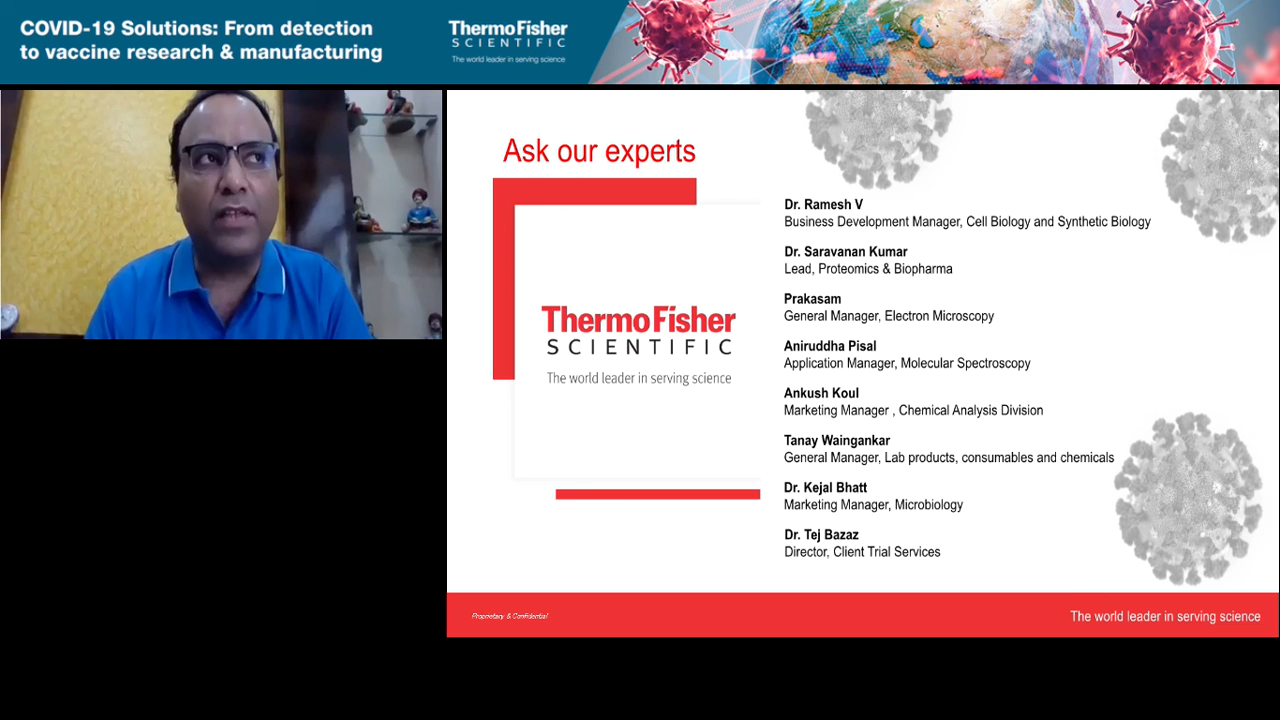 COVID-19 Solutions: From detection
to vaccine research & manufacturing
ThermoFisher
SCIENTIFIC
The world leader in serving science
Ask our experts
ThermoFisher
SCIENTIFIC
The world leader in serving science
Dr. Ramesh V
Business Development Manager, Cell Biology and Synthetic Biology
Dr. Saravanan Kumar
Lead, Proteomics & Biopharma
Prakasam
General Manager, Electron Microscopy
Aniruddha Pisal
Application Manager, Molecular Spectroscopy
Ankush Koul
Marketing Manager , Chemical Analysis Division
Tanay Waingankar
General Manager, Lab products, consumables and chemicals
Dr. Kejal Bhatt
Marketing Manager, Microbiology
Dr. Tej Bazaz
Director, Client Trial Services
Proprietary & Confidential
The world leader in serving science